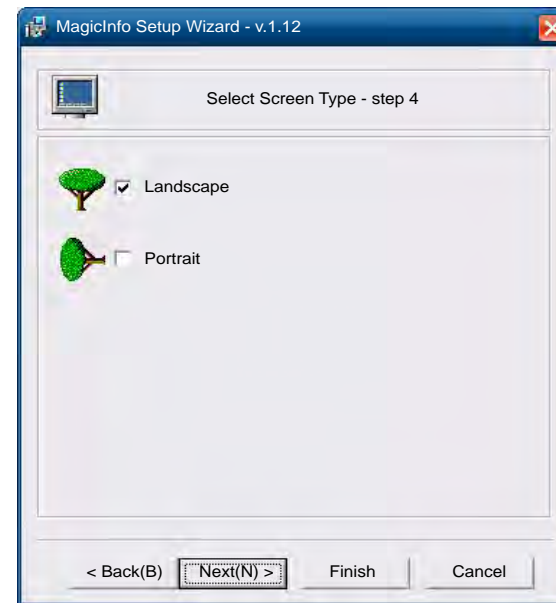 MagicInfo Setup Wizard - v.1.12
Select Screen Type - step 4
Landscape
Portrait
< Back(B) Next(N) > Finish Cancel